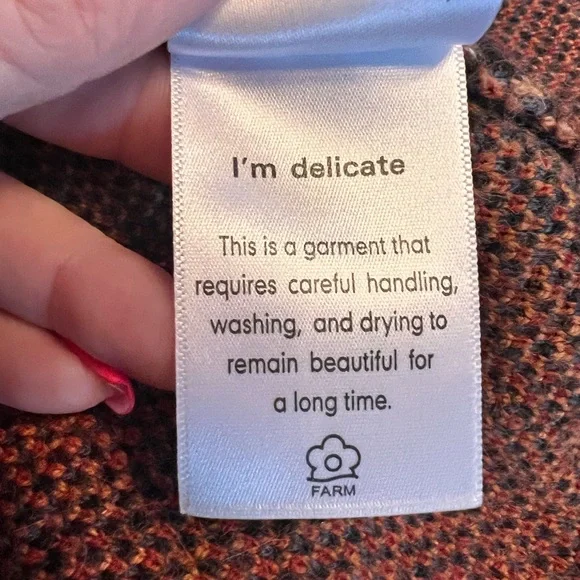 I'm delicate
This is a garment that
requires careful handling,
washing, and drying to
remain beautiful for
a long time.
FARM